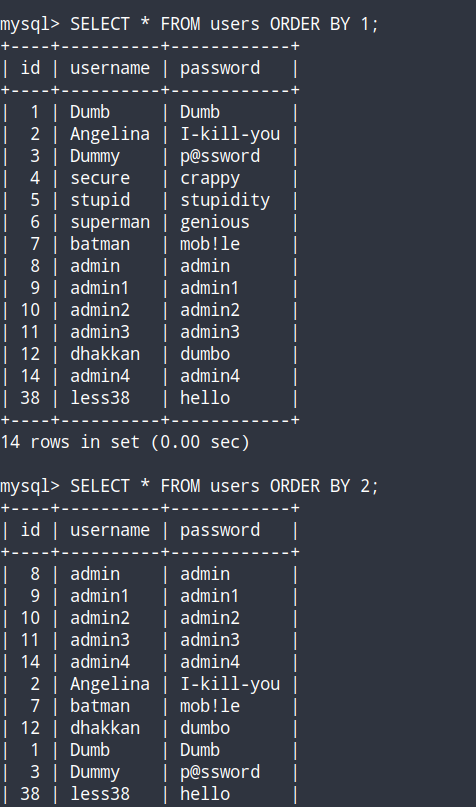 mysql> SELECT * FROM users ORDER BY 1;
+----+----------+------------+
| id | username | password   |
+----+----------+------------+
|  1 | Dumb     | Dumb       |
|  2 | Angelina | I-kill-you |
|  3 | Dummy    | p@ssword   |
|  4 | secure   | crappy     |
|  5 | stupid   | stupidity  |
|  6 | superman | genious    |
|  7 | batman   | mob!le     |
|  8 | admin    | admin      |
|  9 | admin1   | admin1     |
| 10 | admin2   | admin2     |
| 11 | admin3   | admin3     |
| 12 | dhakkan  | dumbo      |
| 14 | admin4   | admin4     |
| 38 | less38   | hello      |
+----+----------+------------+
14 rows in set (0.00 sec)

mysql> SELECT * FROM users ORDER BY 2;
+----+----------+------------+
| id | username | password   |
+----+----------+------------+
|  8 | admin    | admin      |
|  9 | admin1   | admin1     |
| 10 | admin2   | admin2     |
| 11 | admin3   | admin3     |
| 14 | admin4   | admin4     |
|  2 | Angelina | I-kill-you |
|  7 | batman   | mob!le     |
| 12 | dhakkan  | dumbo      |
|  1 | Dumb     | Dumb       |
|  3 | Dummy    | p@ssword   |
| 38 | less38   | hello      |